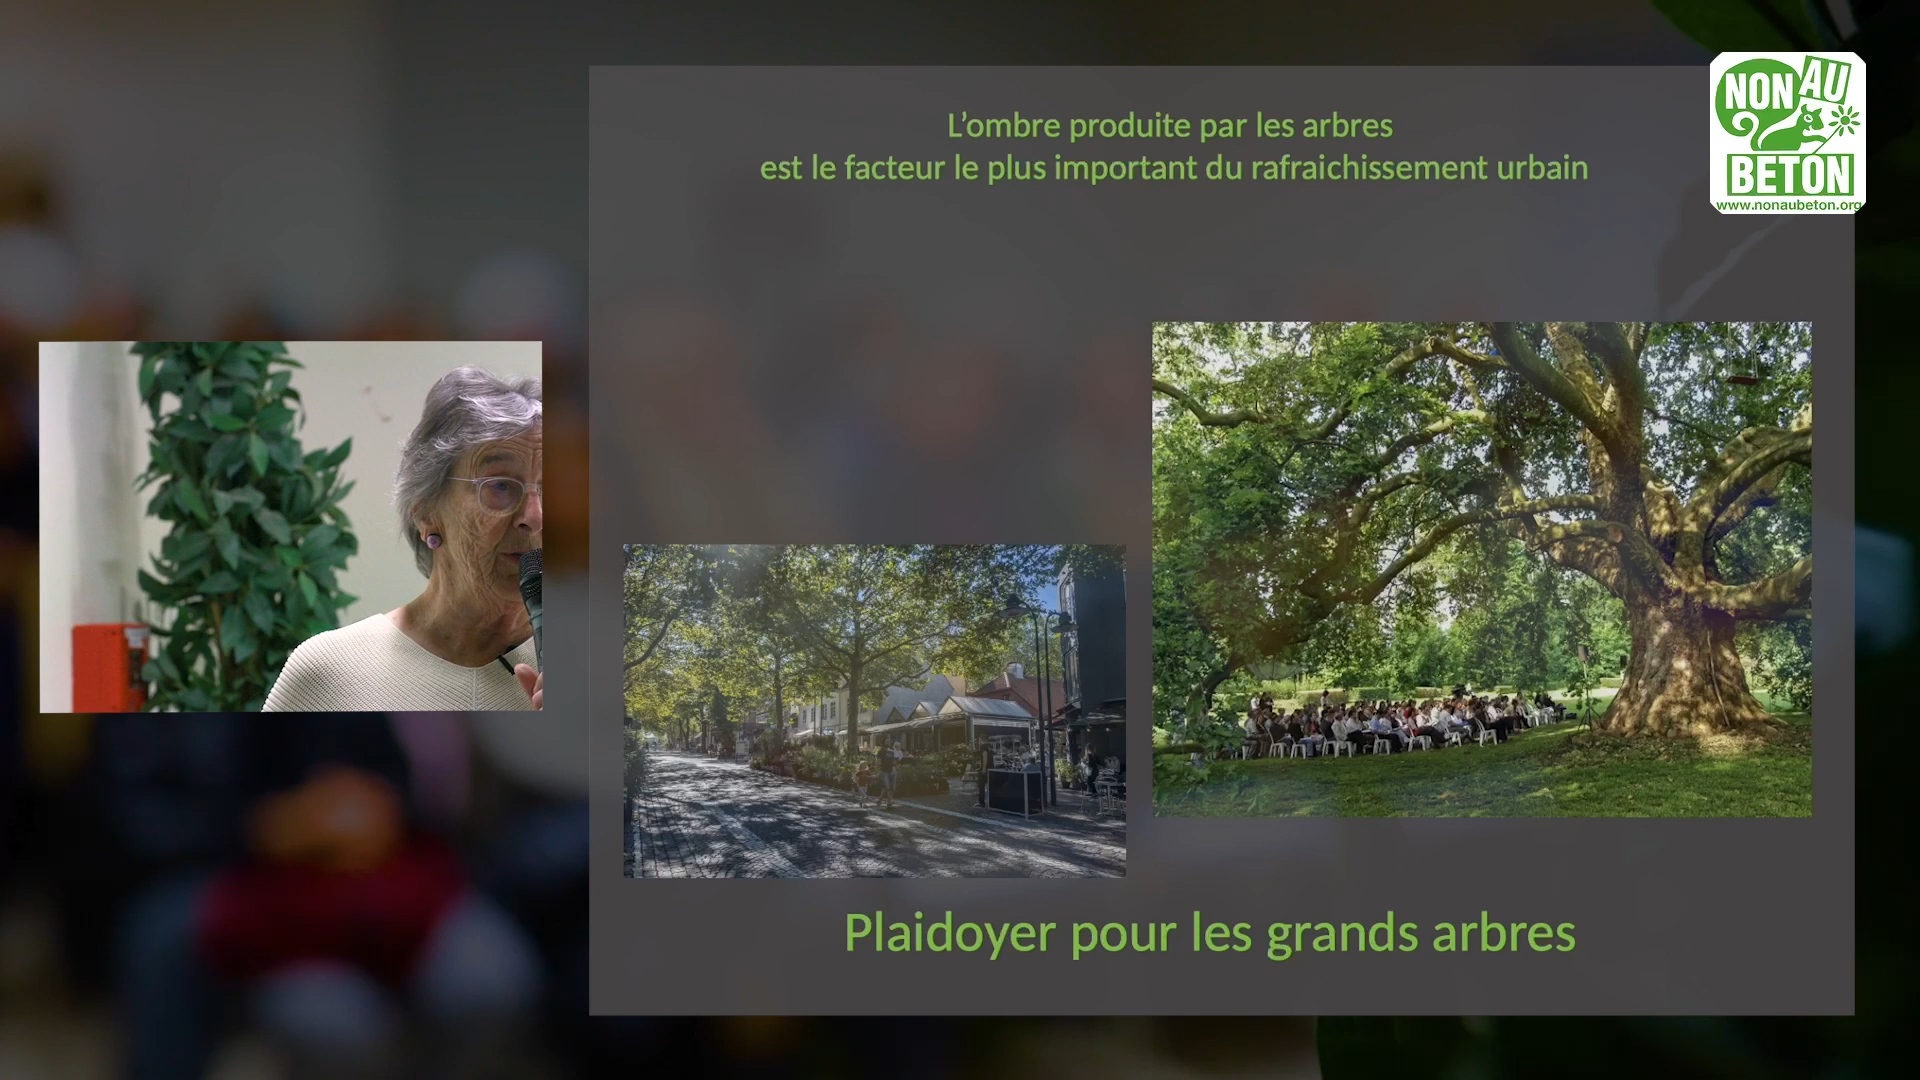 L’ombre produite par les arbres
est le facteur le plus important du rafraichissement urbain
NON AU
BETON
www.nonaubeton.org
Plaidoyer pour les grands arbres